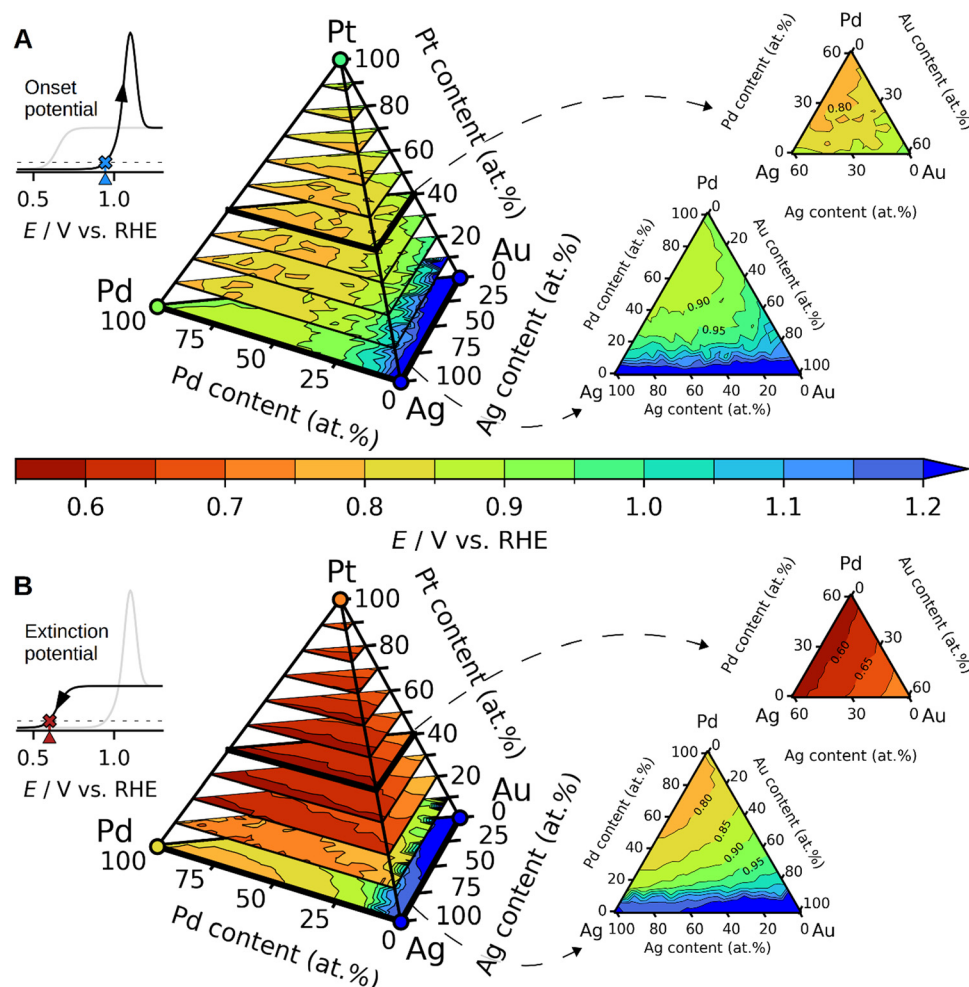 A
Onset
potential
0.5 1.0
E / V vs. RHE
Pt
100
80
60
40
20
0
Pt content (at.%)
Au
0
25
50
75
100
Ag content (at.%)
Pd
100
75
50
25
0
Ag
Pd content (at.%)
Pd
0
60
30
0
30
60
0.80
Pd content (at.%)
Au content (at.%)
Ag
60 30 0
Au
Ag content (at.%)
Pd
0
100
80
60
40
20
0
20
40
60
80
100
0.90
0.95
Pd content (at.%)
Au content (at.%)
Ag
100 80 60 40 20 0
Au
Ag content (at.%)
0.6 0.7 0.8 0.9 1.0 1.1 1.2
E / V vs. RHE
B
Extinction
potential
0.5 1.0
E / V vs. RHE
Pt
100
80
60
40
20
0
Pt content (at.%)
Au
0
25
50
75
100
Ag content (at.%)
Pd
100
75
50
25
0
Ag
Pd content (at.%)
Pd
0
60
30
0
30
60
0.60
0.65
Pd content (at.%)
Au content (at.%)
Ag
60 30 0
Au
Ag content (at.%)
Pd
0
100
80
60
40
20
0
20
40
60
80
100
0.80
0.85
0.90
0.95
Pd content (at.%)
Au content (at.%)
Ag
100 80 60 40 20 0
Au
Ag content (at.%)